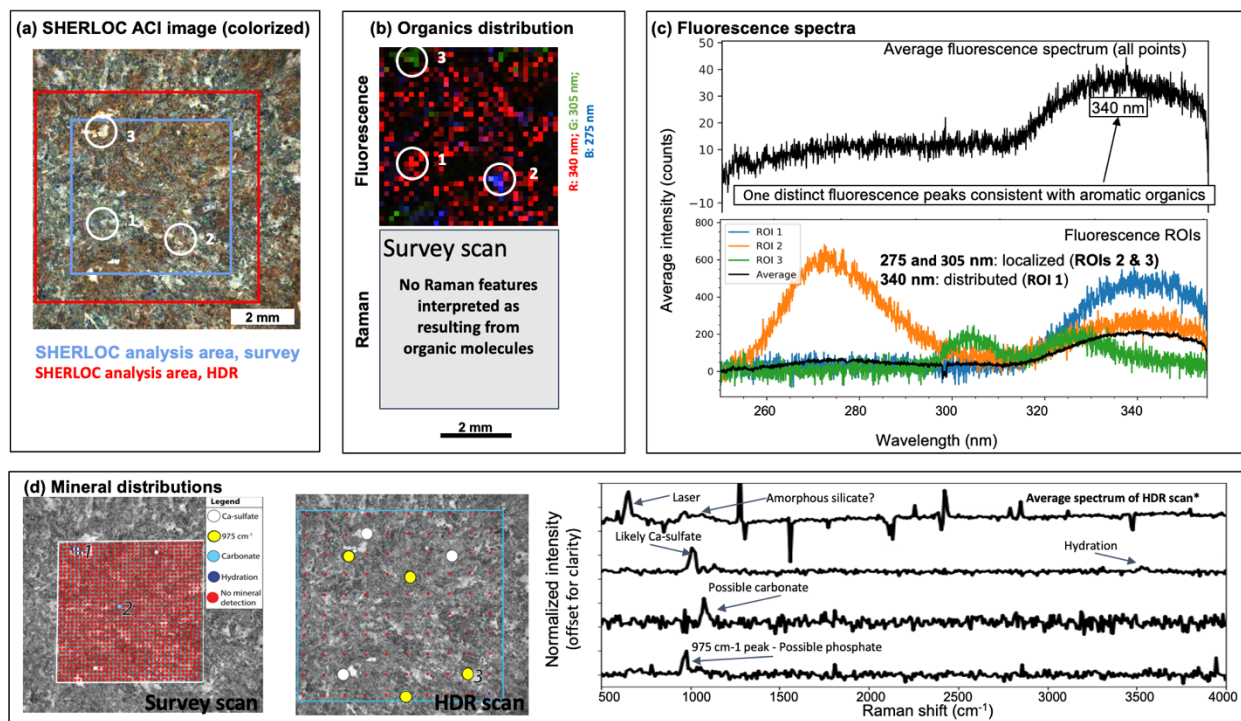 (a) SHERLOC ACI image (colorized)
3
1
2
2 mm
SHERLOC analysis area, survey
SHERLOC analysis area, HDR
(b) Organics distribution
Fluorescence
3
1
2
R: 340 nm; G: 305 nm;
B: 275 nm
Raman
Survey scan
No Raman features
interpreted as
resulting from
organic molecules
2 mm
(c) Fluorescence spectra
Average intensity (counts)
50
40
30
20
10
0
−10
Average fluorescence spectrum (all points)
340 nm
One distinct fluorescence peaks consistent with aromatic organics
800
600
400
200
0
ROI 1
ROI 2
ROI 3
Average
Fluorescence ROIs
275 and 305 nm: localized (ROIs 2 & 3)
340 nm: distributed (ROI 1)
260 280 300 320 340
Wavelength (nm)
(d) Mineral distributions
Legend
Ca-sulfate
975 cm-1
Carbonate
Hydration
No mineral
detection
1
2
Survey scan
3
HDR scan
Normalized intensity
(offset for clarity)
Laser
Amorphous silicate?
Average spectrum of HDR scan*
Likely Ca-sulfate
Hydration
Possible carbonate
975 cm-1 peak - Possible phosphate
500 1000 1500 2000 2500 3000 3500 4000
Raman shift (cm-1)